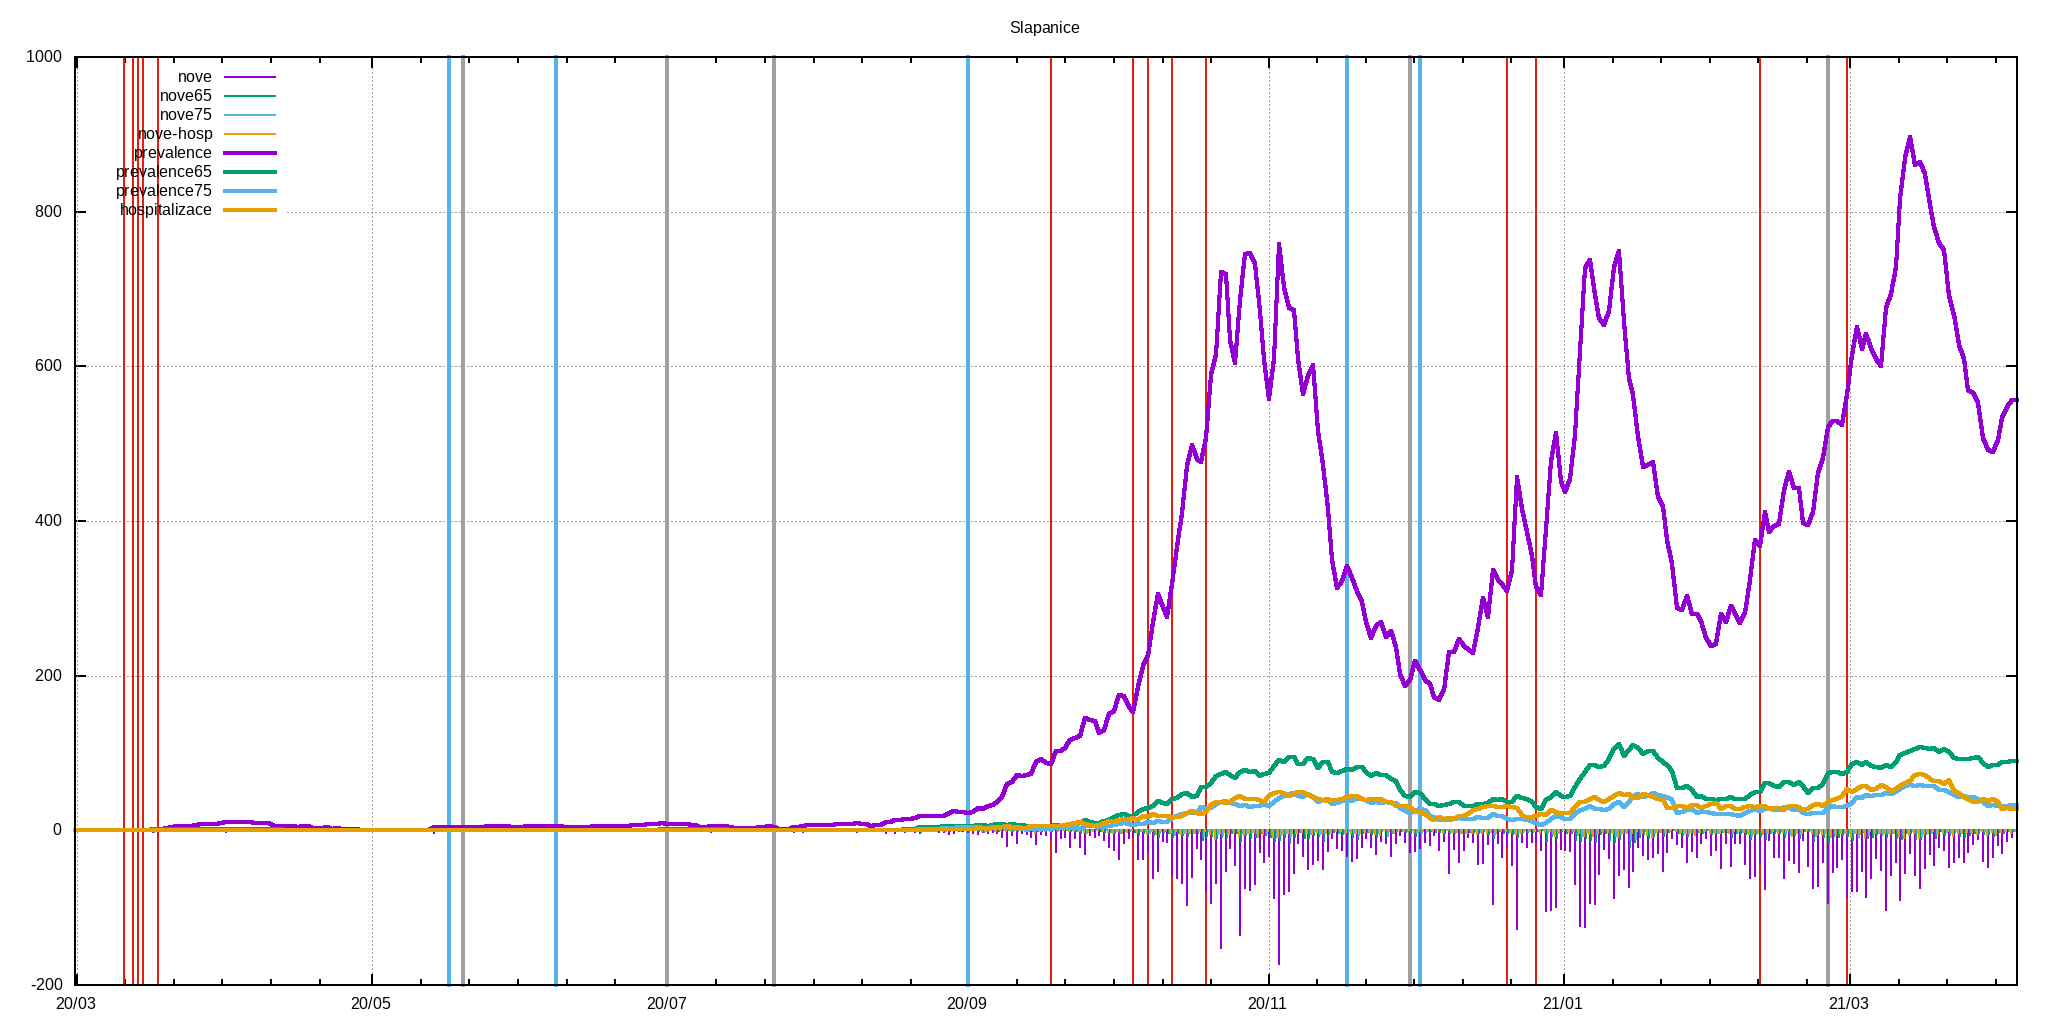 Slapanice
1000
800
600
400
200
0
-200
nove
nove65
nove75
nove-hosp
prevalence
prevalence65
prevalence75
hospitalizace
20/03 20/05 20/07 20/09 20/11 21/01 21/03